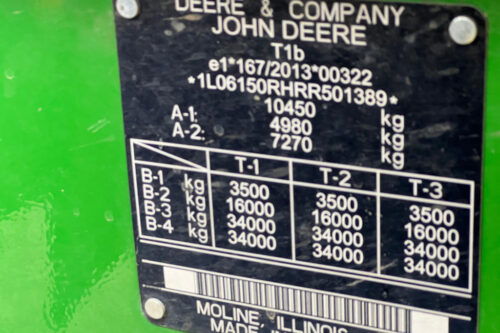 DEERE & COMPANY
JOHN DEERE
T1b
e1*167/2013*00322
*1L06150RHRR501389*
10450 kg
A-1: 4980 kg
A-2: 7270 kg
T-1 T-2 T-3
B-1 kg 3500 3500 3500
B-2 kg 16000 16000 16000
B-3 kg 34000 34000 34000
B-4 kg 34000 34000 34000
MOLINE, ILLINOIS
MADE